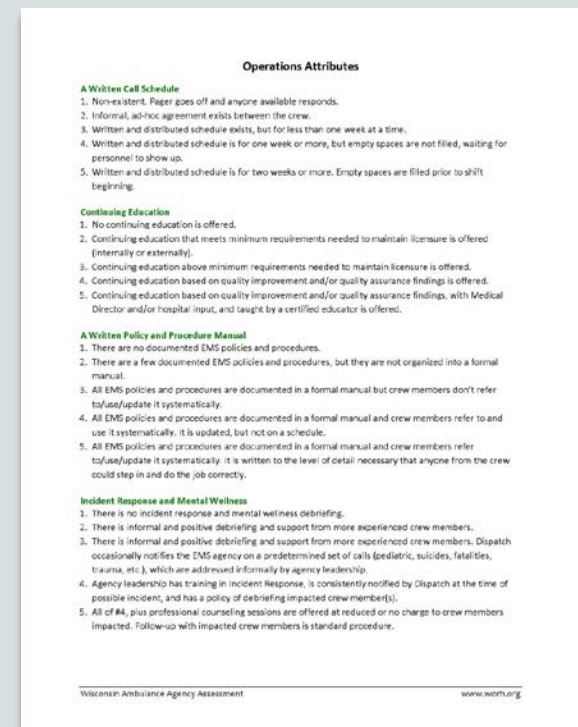 Operations Attributes
A Written Call Schedule
1. Non-existent. Pager goes off and anyone available responds.
2. Informal, ad-hoc agreement exists between the crew.
3. Written and distributed schedule exists, but for less than one week at a time.
4. Written and distributed schedule is for one week or more, but empty spaces are not filled, waiting for
personnel to show up.
5. Written and distributed schedule is for two weeks or more. Empty spaces are filled prior to shift
beginning.
Continuing Education
1. No continuing education is offered.
2. Continuing education that meets minimum requirements needed to maintain licensure is offered
(internally or externally).
3. Continuing education above minimum requirements needed to maintain licensure is offered.
4. Continuing education based on quality improvement and/or quality assurance findings is offered.
5. Continuing education based on quality improvement and/or quality assurance findings, with Medical
Director and/or hospital input, and taught by a certified educator is offered.
A Written Policy and Procedure Manual
1. There are no documented EMS policies and procedures.
2. There are a few documented EMS policies and procedures, but they are not organized into a formal
manual.
3. All EMS policies and procedures are documented in a formal manual but crew members don't refer
to/use/update it systematically.
4. All EMS policies and procedures are documented in a formal manual and crew members refer to and
use it systematically. It is updated, but not on a schedule.
5. All EMS policies and procedures are documented in a formal manual and crew members refer
to/use/update it systematically. It is written to the level of detail necessary that anyone from the crew
could step in and do the job correctly.
Incident Response and Mental Wellness
1. There is no incident response and mental wellness debriefing.
2. There is informal and positive debriefing and support from more experienced crew members.
3. There is informal and positive debriefing and support from more experienced crew members. Dispatch
occasionally notifies the EMS agency on a predetermined set of calls (pediatric, suicides, fatalities,
trauma, etc.), which are addressed informally by agency leadership.
4. Agency leadership has training in Incident Response, is consistently notified by Dispatch at the time of
possible incident, and has a policy of debriefing impacted crew member(s).
5. All of #4, plus professional counseling sessions are offered at reduced or no charge to crew members
impacted. Follow-up with impacted crew members is standard procedure.
Wisconsin Ambulance Agency Assessment www.worh.org